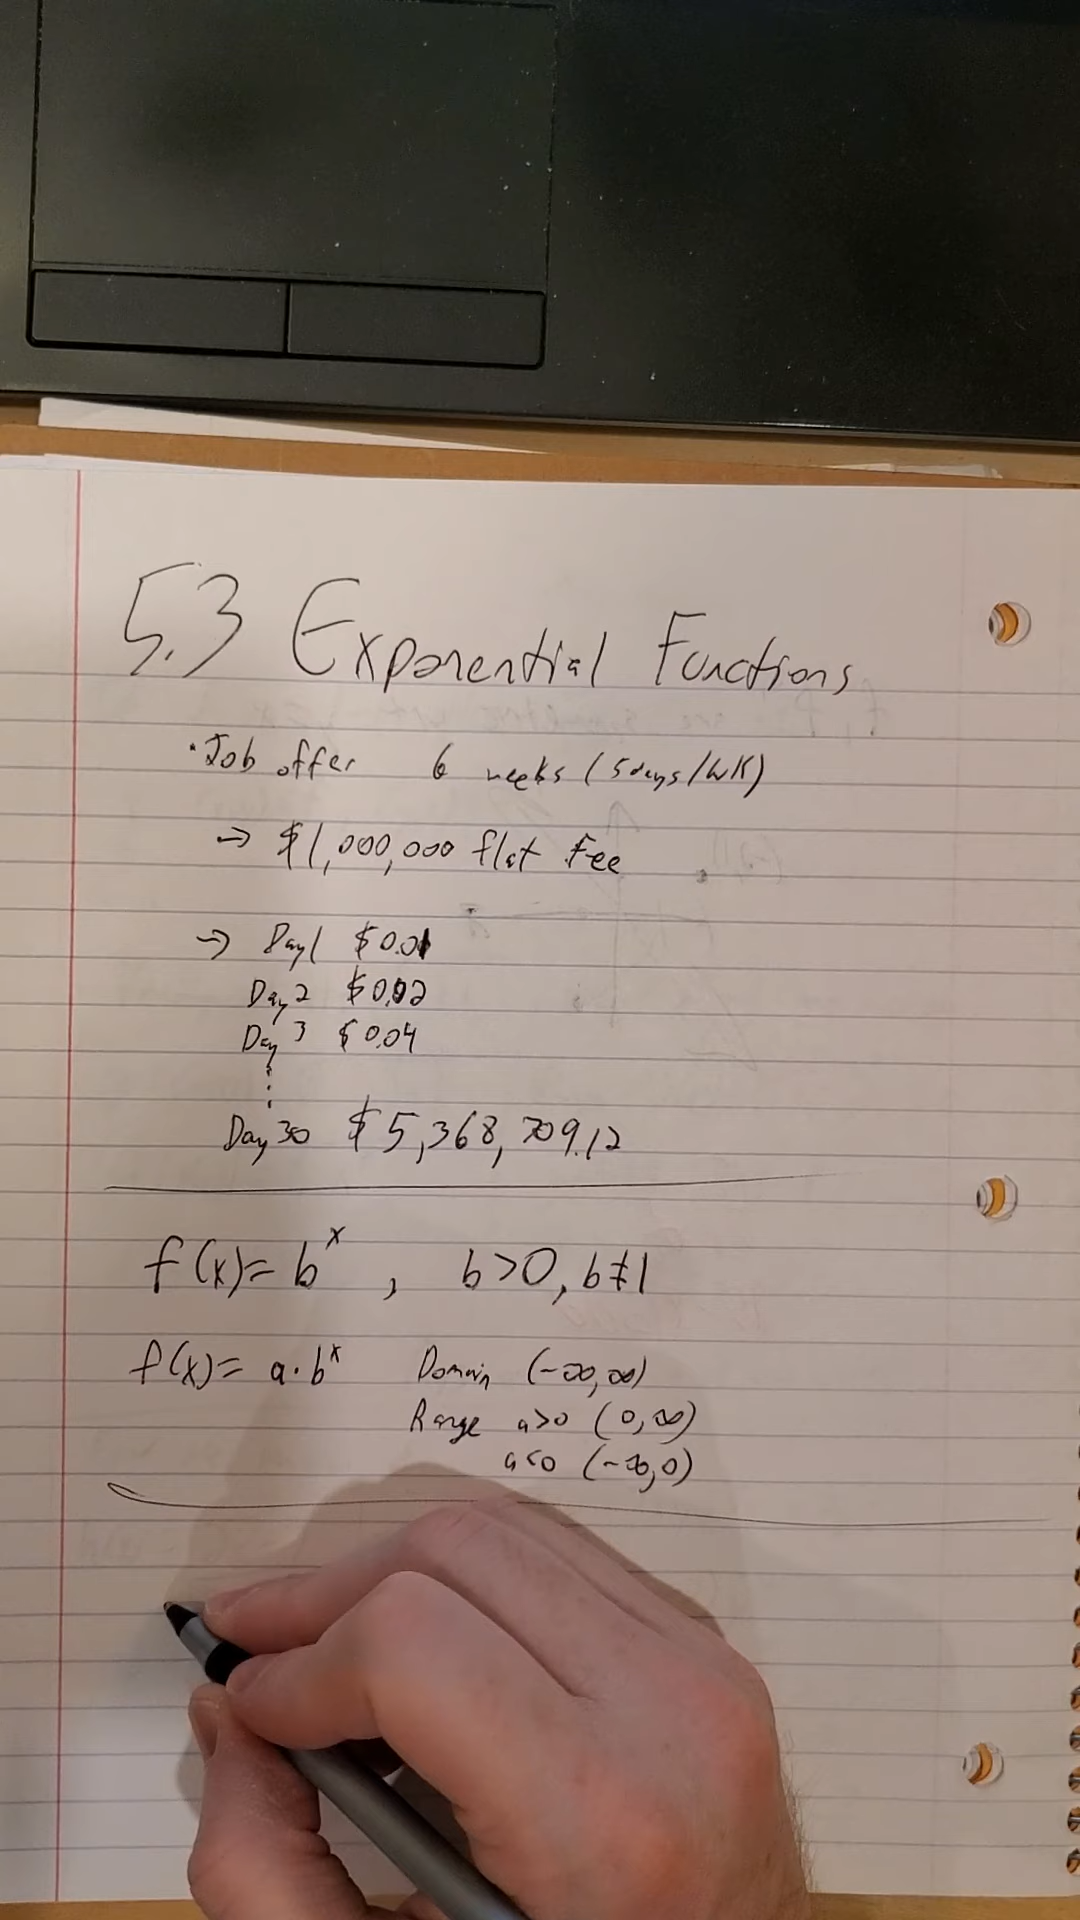 5.3 Exponential Functions
• Job offer 6 weeks (5days/wk)
→ $1,000,000 flat Fee
→ Day 1 $0.01
Day 2 $0.02
Day 3 $0.04
⋮
Day 30 $5,368,709.12
f(x)=b^x, b>0, b≠1
f(x)= a·b^x Domain (-∞,∞)
Range a>0 (0,∞)
a<0 (-∞,0)